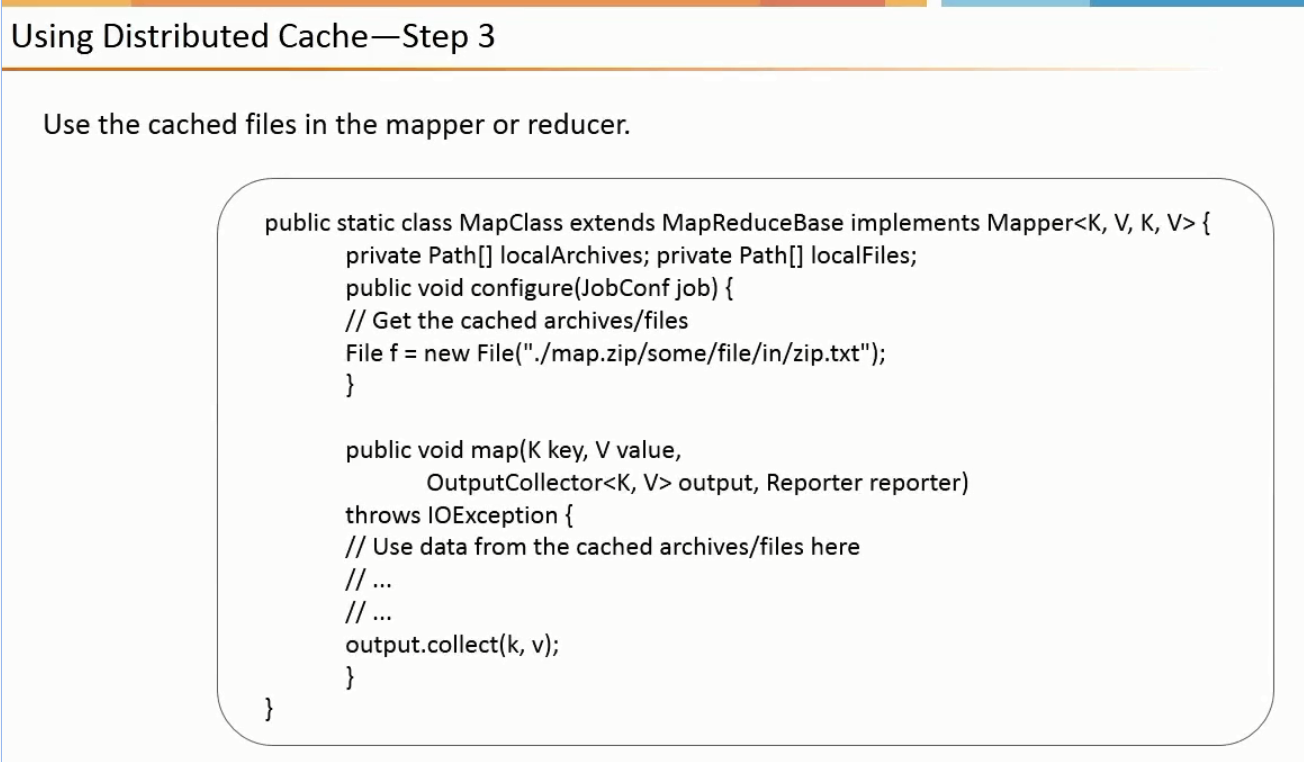 Using Distributed Cache—Step 3
Use the cached files in the mapper or reducer.
public static class MapClass extends MapReduceBase implements Mapper<K, V, K, V> {
private Path[] localArchives; private Path[] localFiles;
public void configure(JobConf job) {
// Get the cached archives/files
File f = new File("./map.zip/some/file/in/zip.txt");
}
public void map(K key, V value,
OutputCollector<K, V> output, Reporter reporter)
throws IOException {
// Use data from the cached archives/files here
// ...
// ...
output.collect(k, v);
}
}